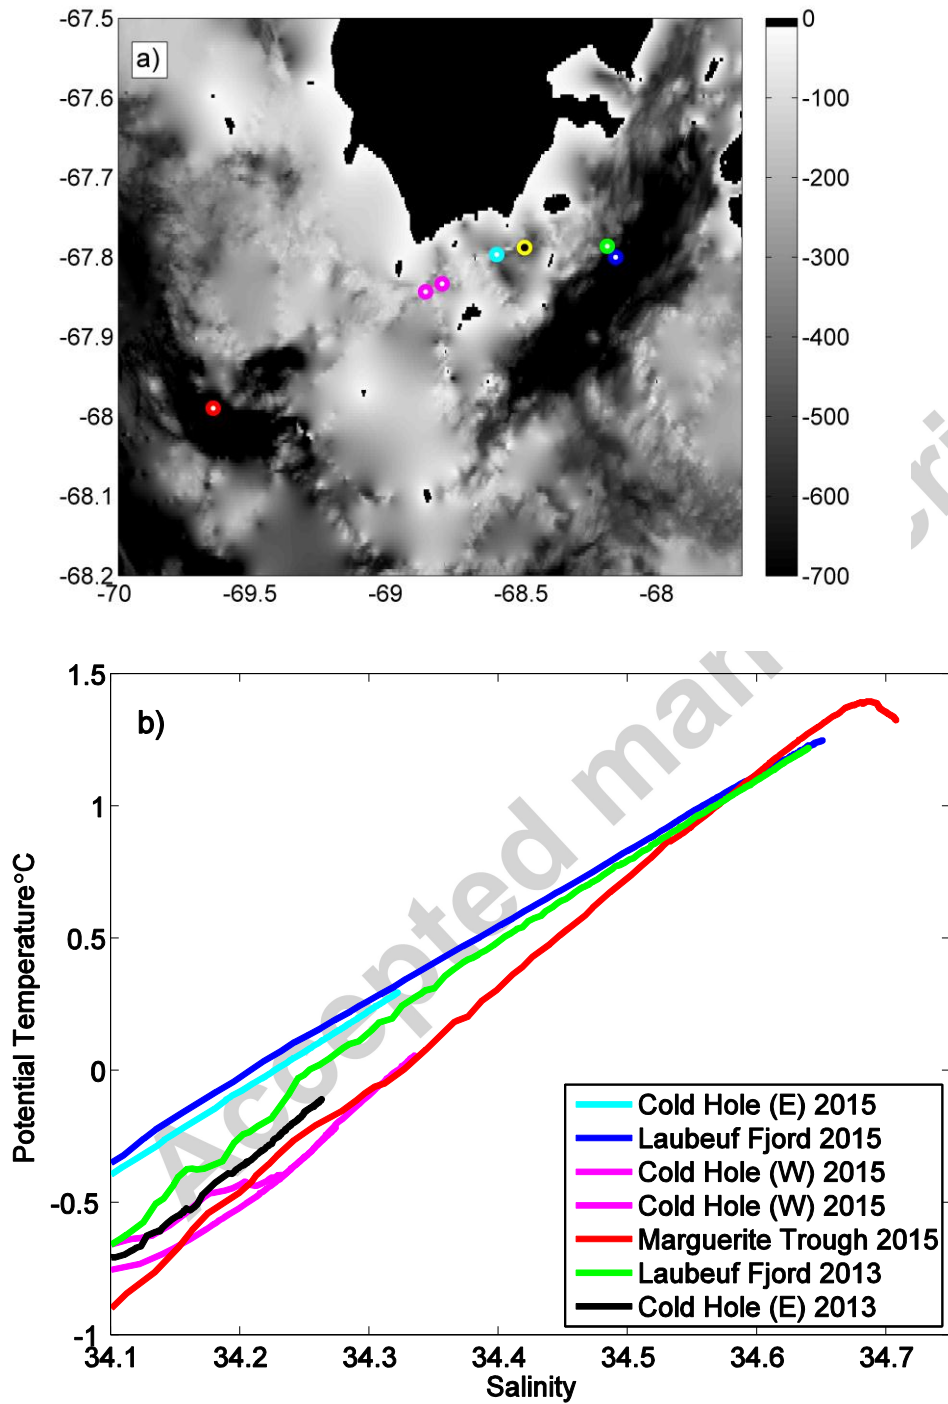 a)
-67.5
-67.6
-67.7
-67.8
-67.9
-68
-68.1
-68.2
-70
-69.5
-69
-68.5
-68
0
-100
-200
-300
-400
-500
-600
-700
b)
1.5
1
0.5
0
-0.5
-1
Potential Temperature°C
34.1
34.2
34.3
34.4
34.5
34.6
34.7
Salinity
Cold Hole (E) 2015
Laubeuf Fjord 2015
Cold Hole (W) 2015
Cold Hole (W) 2015
Marguerite Trough 2015
Laubeuf Fjord 2013
Cold Hole (E) 2013
Accepted man